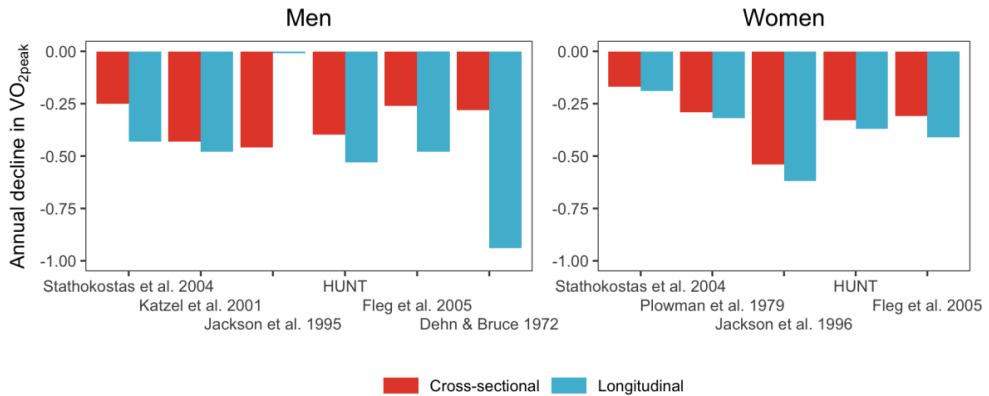 Men
Women
Annual decline in VO2peak
0.00
-0.25
-0.50
-0.75
-1.00
Stathokostas et al. 2004
Katzel et al. 2001
Jackson et al. 1995
HUNT
Fleg et al. 2005
Dehn & Bruce 1972
0.00
-0.25
-0.50
-0.75
-1.00
Stathokostas et al. 2004
Plowman et al. 1979
Jackson et al. 1996
HUNT
Fleg et al. 2005
Cross-sectional
Longitudinal